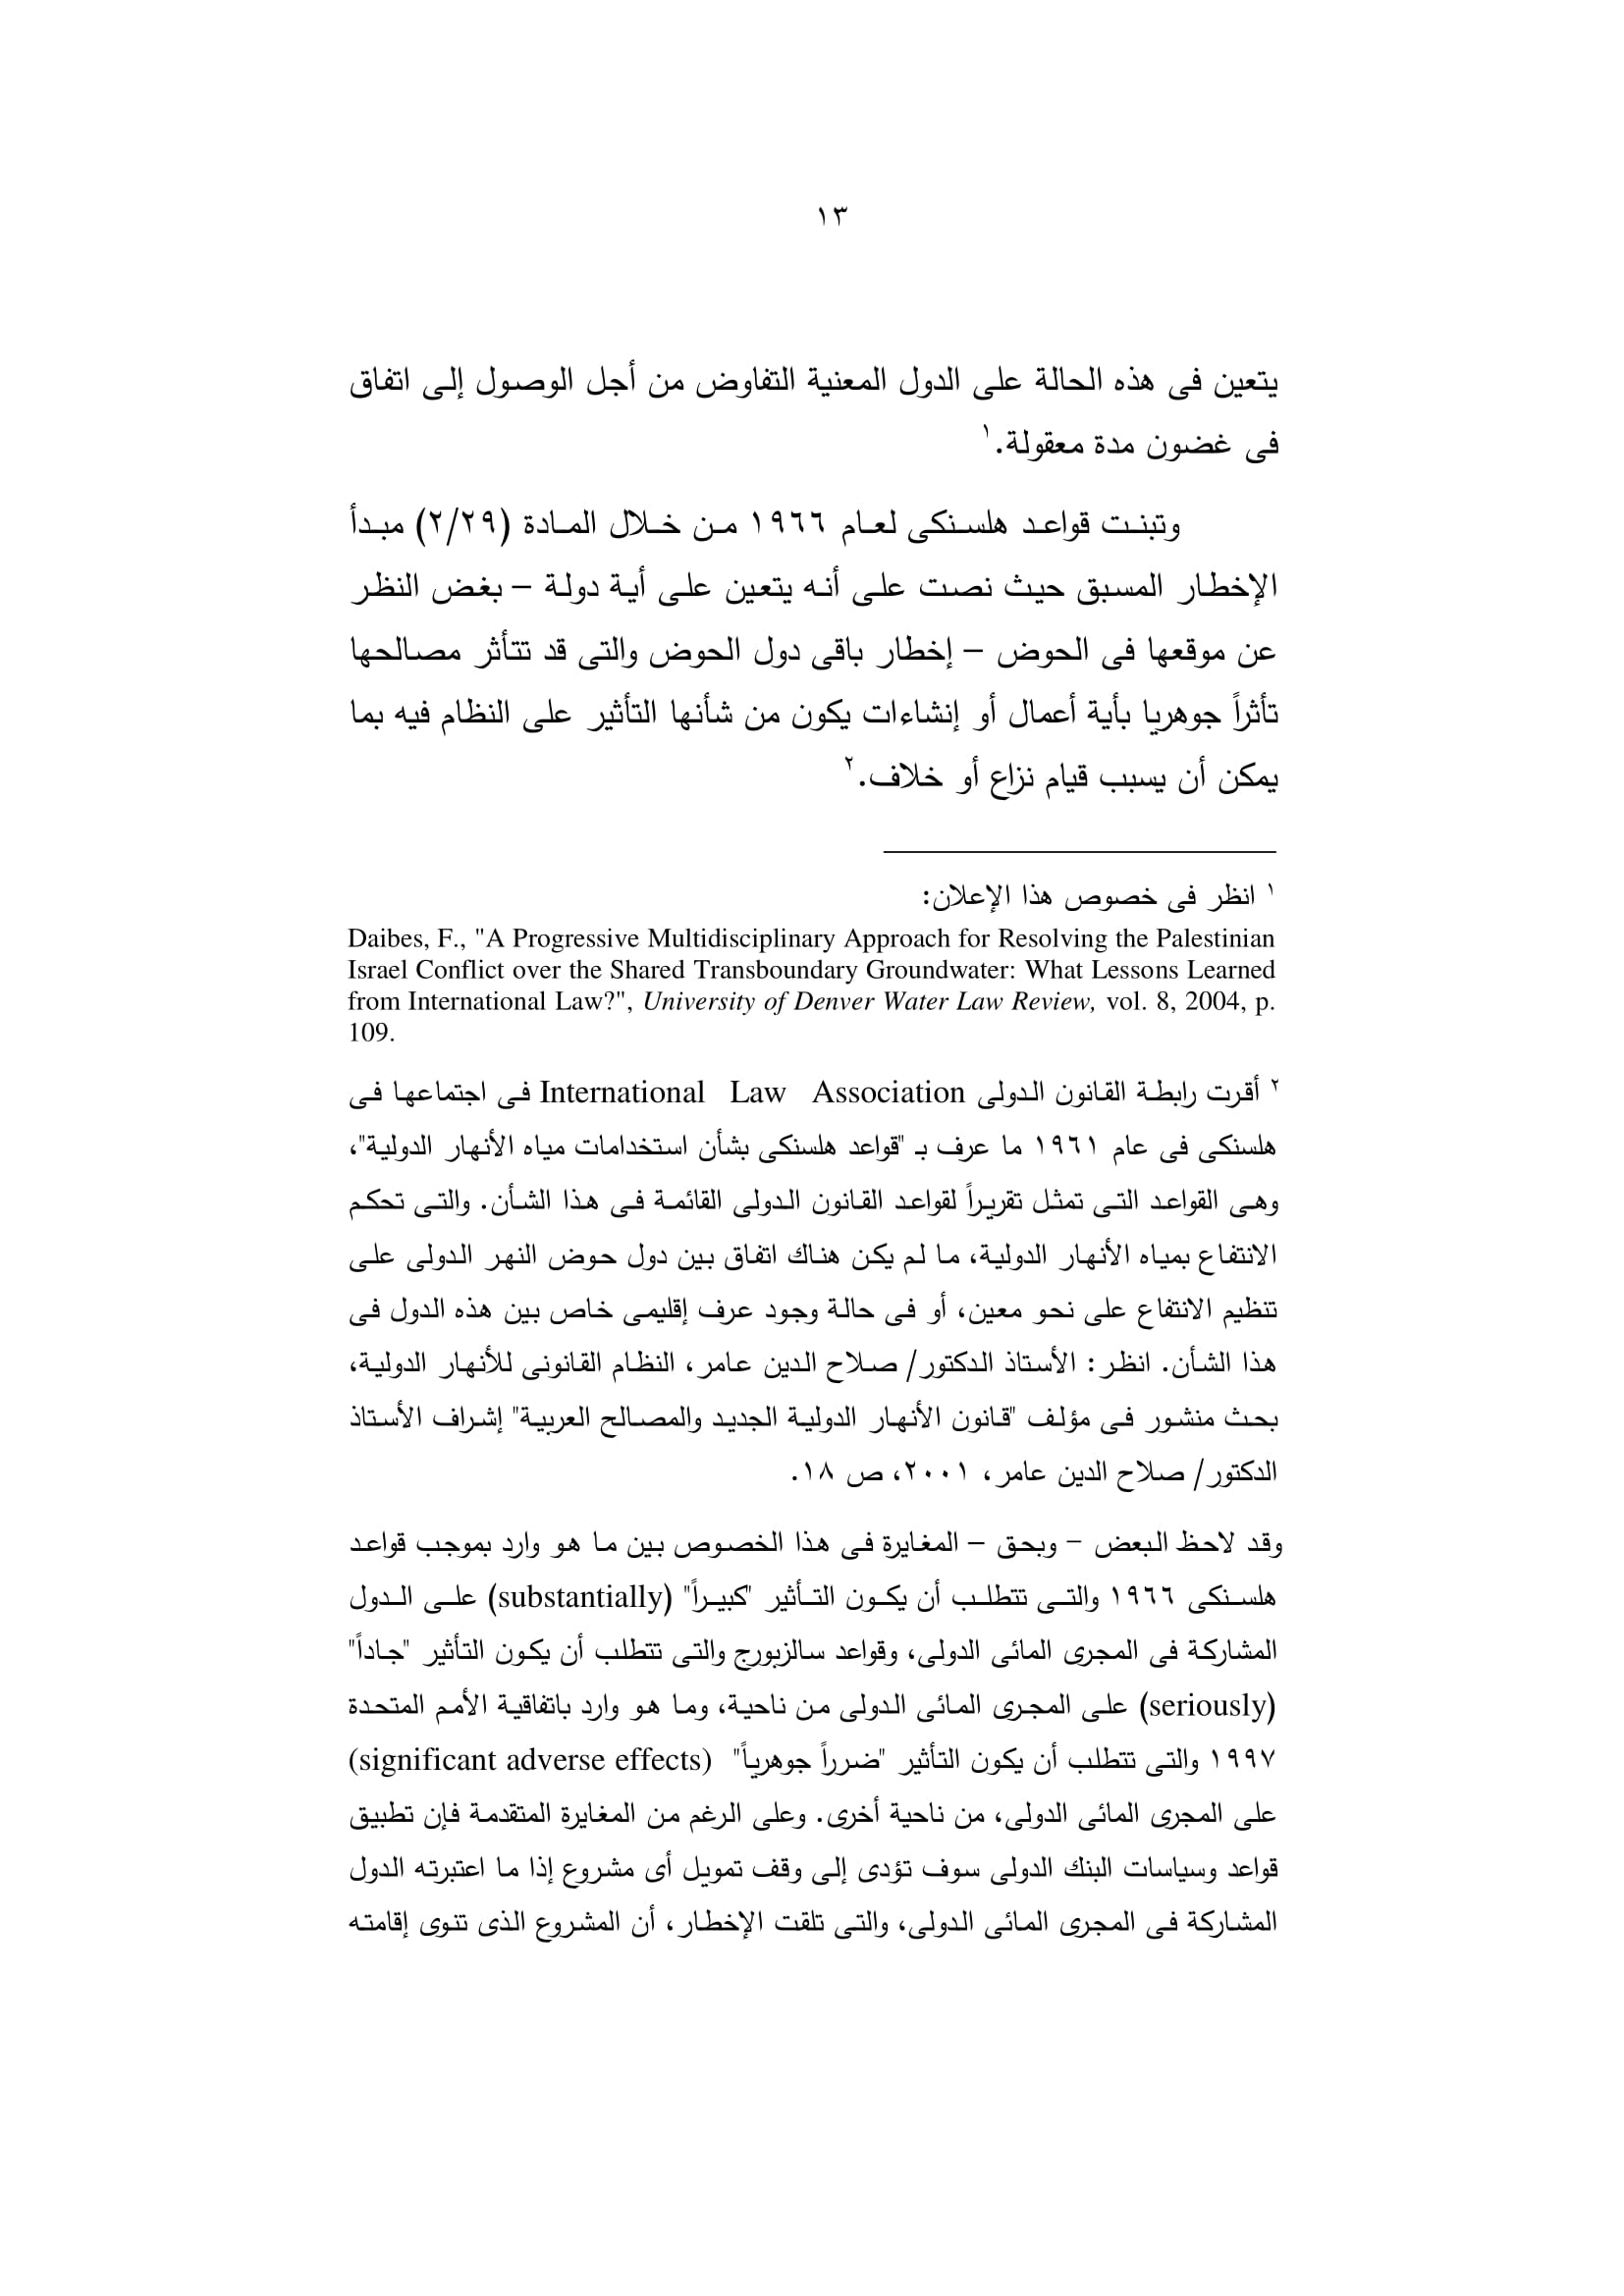 ١٣
يتعين فى هذه الحالة على الدول المعنية التفاوض من أجل الوصول إلى اتفاق
فى غضون مدة معقولة.١
وتبنت قواعد هلسنكى لعام ١٩٦٦ من خلال المادة (٢/٢٩) مبدأ
الإخطار المسبق حيث نصت على أنه يتعين على أية دولة – بغض النظر
عن موقعها فى الحوض – إخطار باقى دول الحوض والتى قد تتأثر مصالحها
تأثراً جوهريا بأية أعمال أو إنشاءات يكون من شأنها التأثير على النظام فيه بما
يمكن أن يسبب قيام نزاع أو خلاف.٢
١ انظر فى خصوص هذا الإعلان:
Daibes, F., "A Progressive Multidisciplinary Approach for Resolving the Palestinian
Israel Conflict over the Shared Transboundary Groundwater: What Lessons Learned
from International Law?", University of Denver Water Law Review, vol. 8, 2004, p.
109.
٢ أقرت رابطة القانون الدولى International Law Association فى اجتماعها فى
هلسنكى فى عام ١٩٦١ ما عرف بـ "قواعد هلسنكى بشأن استخدامات مياه الأنهار الدولية"،
وهى القواعد التى تمثل تقريراً لقواعد القانون الدولى القائمة فى هذا الشأن. والتى تحكم
الانتفاع بمياه الأنهار الدولية، ما لم يكن هناك اتفاق بين دول حوض النهر الدولى على
تنظيم الانتفاع على نحو معين، أو فى حالة وجود عرف إقليمى خاص بين هذه الدول فى
هذا الشأن. انظر: الأستاذ الدكتور/ صلاح الدين عامر، النظام القانونى للأنهار الدولية،
بحث منشور فى مؤلف "قانون الأنهار الدولية الجديد والمصالح العربية" إشراف الأستاذ
الدكتور/ صلاح الدين عامر، ٢٠٠١، ص ١٨.
وقد لاحظ البعض – وبحق – المغايرة فى هذا الخصوص بين ما هو وارد بموجب قواعد
هلسنكى ١٩٦٦ والتى تتطلب أن يكون التأثير "كبيراً" (substantially) على الدول
المشاركة فى المجرى المائى الدولى، وقواعد سالزبورج والتى تتطلب أن يكون التأثير "جاداً"
(seriously) على المجرى المائى الدولى من ناحية، وما هو وارد باتفاقية الأمم المتحدة
١٩٩٧ والتى تتطلب أن يكون التأثير "ضرراً جوهرياً" (significant adverse effects)
على المجرى المائى الدولى، من ناحية أخرى. وعلى الرغم من المغايرة المتقدمة فإن تطبيق
قواعد وسياسات البنك الدولى سوف تؤدى إلى وقف تمويل أى مشروع إذا ما اعتبرته الدول
المشاركة فى المجرى المائى الدولى، والتى تلقت الإخطار، أن المشروع الذى تنوى إقامته